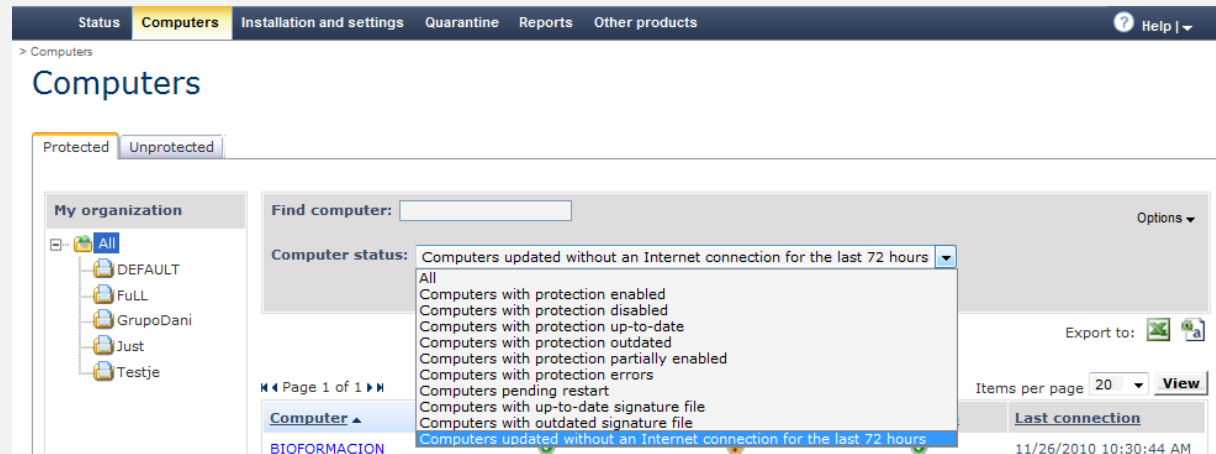 Status Computers Installation and settings Quarantine Reports Other products Help |
> Computers
Computers
Protected Unprotected
My organization
All
DEFAULT
FuLL
GrupoDani
Just
Testje
Find computer:
Options
Computer status: Computers updated without an Internet connection for the last 72 hours
All
Computers with protection enabled
Computers with protection disabled
Computers with protection up-to-date
Computers with protection outdated
Computers with protection partially enabled
Computers with protection errors
Computers pending restart
Computers with up-to-date signature file
Computers with outdated signature file
Computers updated without an Internet connection for the last 72 hours
Export to:
Page 1 of 1
Items per page 20 View
Computer Last connection
BIOFORMACION 11/26/2010 10:30:44 AM